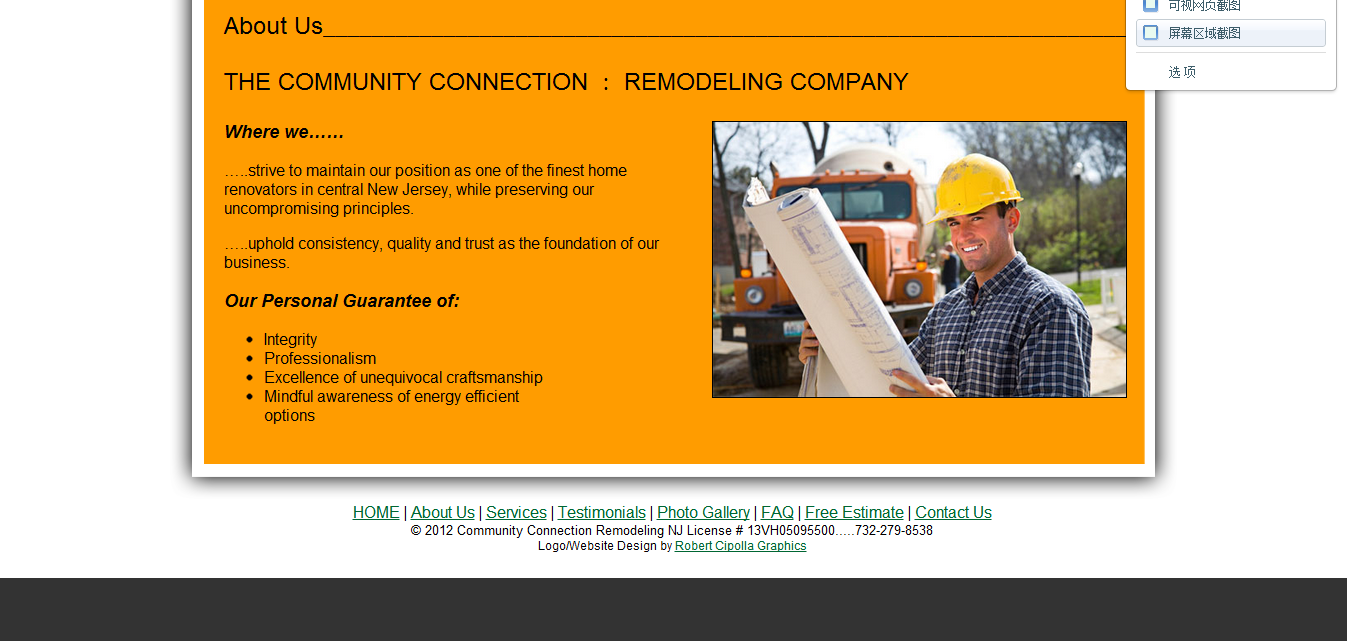 可视网页截图
About Us
屏幕区域截图
选项
THE COMMUNITY CONNECTION : REMODELING COMPANY
Where we……
…..strive to maintain our position as one of the finest home
renovators in central New Jersey, while preserving our
uncompromising principles.
…..uphold consistency, quality and trust as the foundation of our
business.
Our Personal Guarantee of:
• Integrity
• Professionalism
• Excellence of unequivocal craftsmanship
• Mindful awareness of energy efficient
options
HOME | About Us | Services | Testimonials | Photo Gallery | FAQ | Free Estimate | Contact Us
© 2012 Community Connection Remodeling NJ License # 13VH05095500…..732-279-8538
Logo/Website Design by Robert Cipolla Graphics